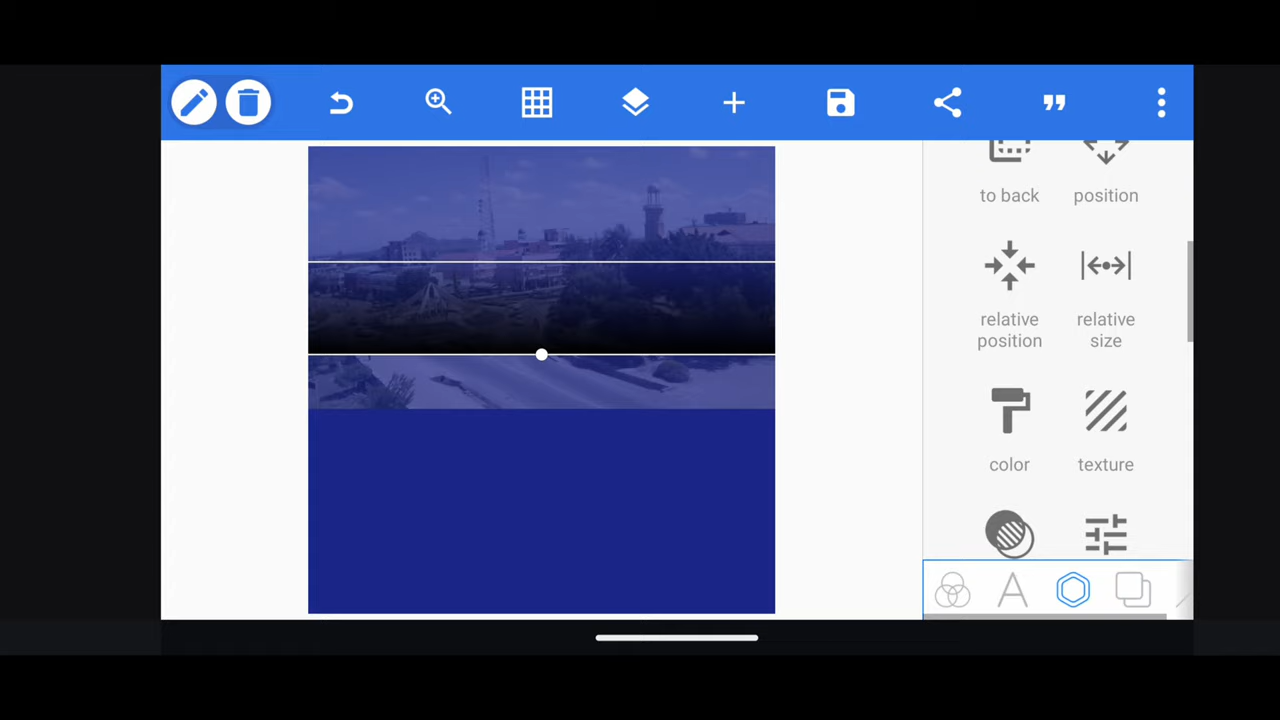 to back
position
relative
position
relative
size
color
texture